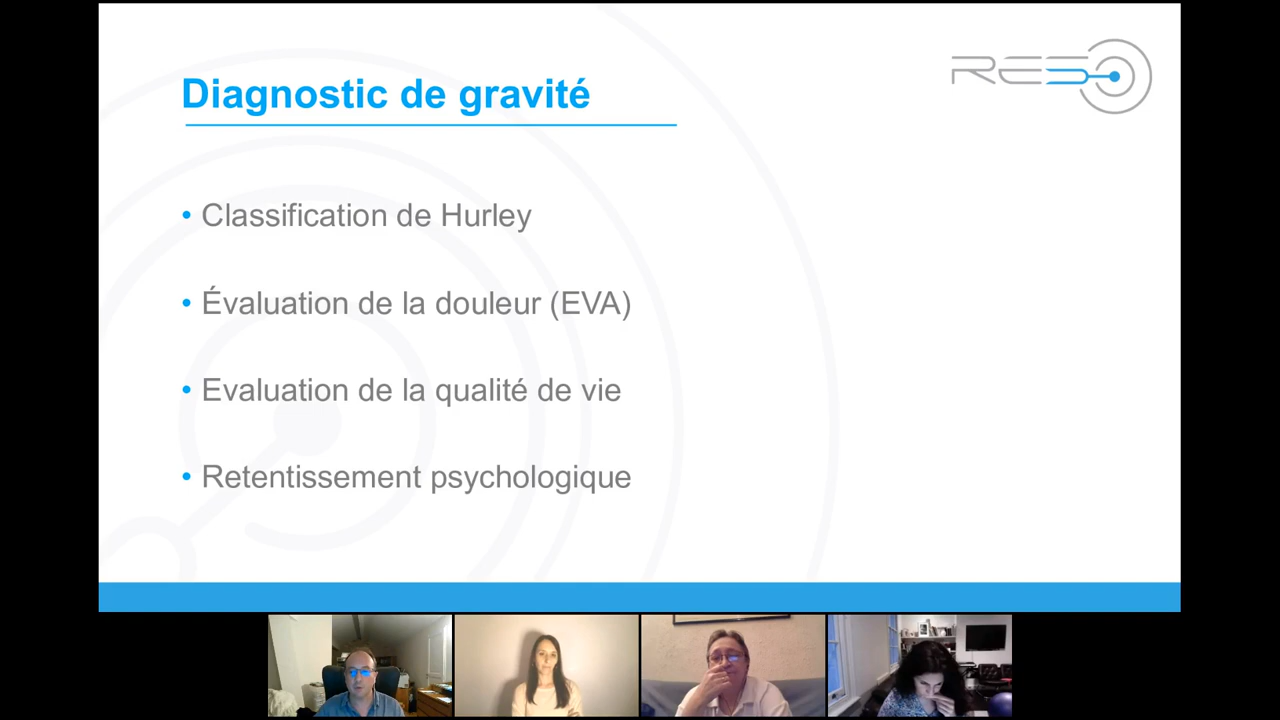 RESO
Diagnostic de gravité
• Classification de Hurley
• Évaluation de la douleur (EVA)
• Evaluation de la qualité de vie
• Retentissement psychologique